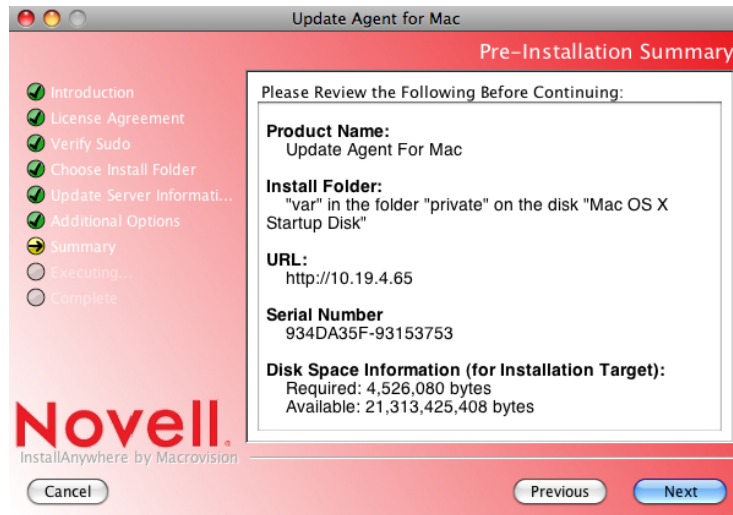 Update Agent for Mac
Pre-Installation Summary
Introduction
License Agreement
Verify Sudo
Choose Install Folder
Update Server Informati...
Additional Options
Summary
Executing...
Complete
Please Review the Following Before Continuing:
Product Name:
Update Agent For Mac
Install Folder:
"var" in the folder "private" on the disk "Mac OS X
Startup Disk"
URL:
http://10.19.4.65
Serial Number
934DA35F-93153753
Disk Space Information (for Installation Target):
Required: 4,526,080 bytes
Available: 21,313,425,408 bytes
Novell®
InstallAnywhere by Macrovision
Cancel
Previous
Next